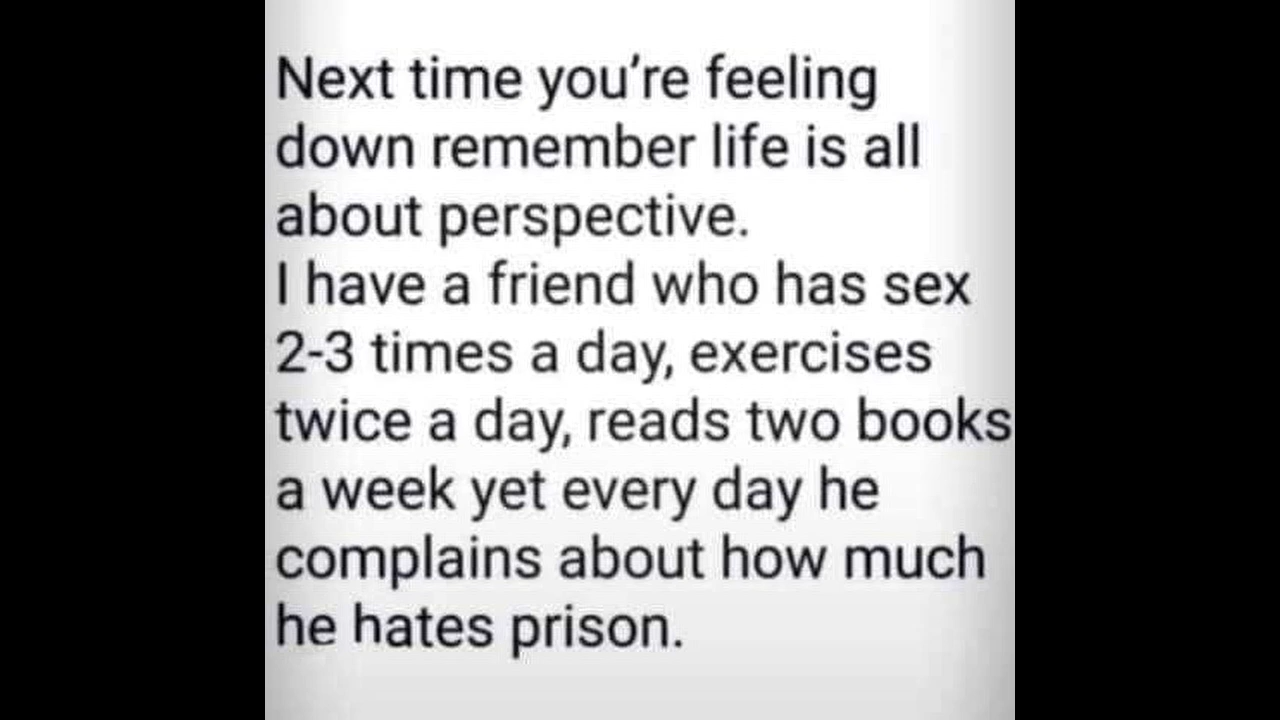 Next time you’re feeling
down remember life is all
about perspective.
I have a friend who has sex
2-3 times a day, exercises
twice a day, reads two books
a week yet every day he
complains about how much
he hates prison.